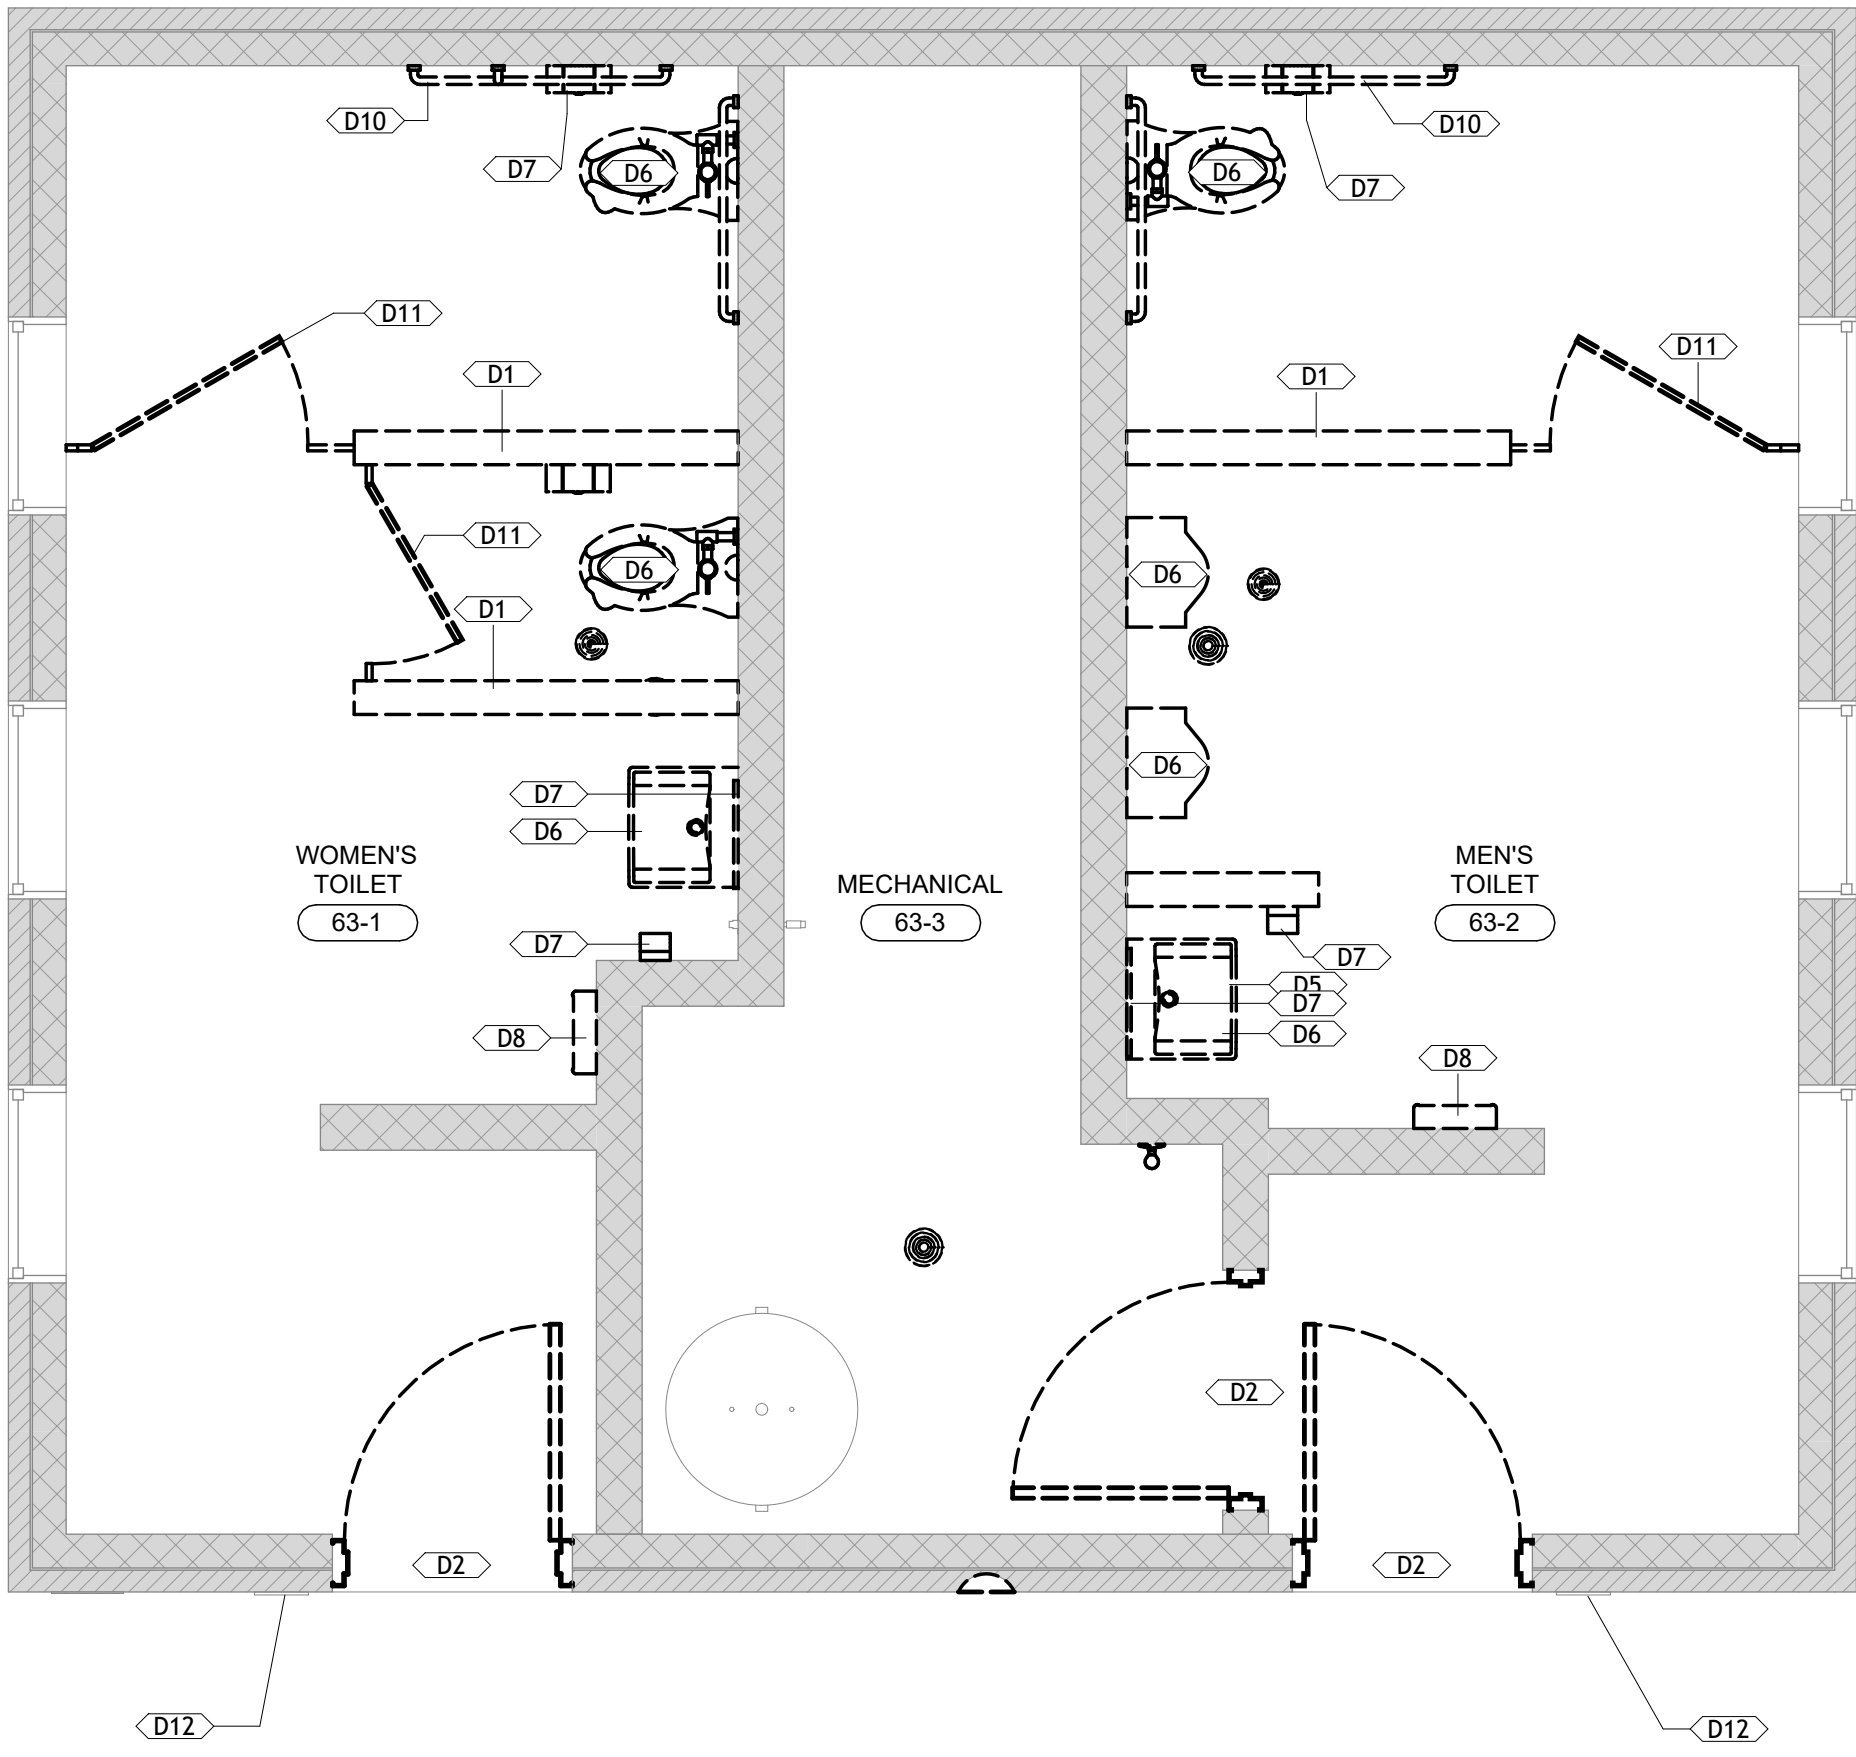 D10
D7
D6
D6
D10
D7
D11
D11
D1
D1
D11
D6
D6
D1
D7
D6
D6
WOMEN'S
TOILET
63-1
MECHANICAL
63-3
MEN'S
TOILET
63-2
D7
D7
D5
D7
D6
D8
D8
D2
D2
D2
D12
D12